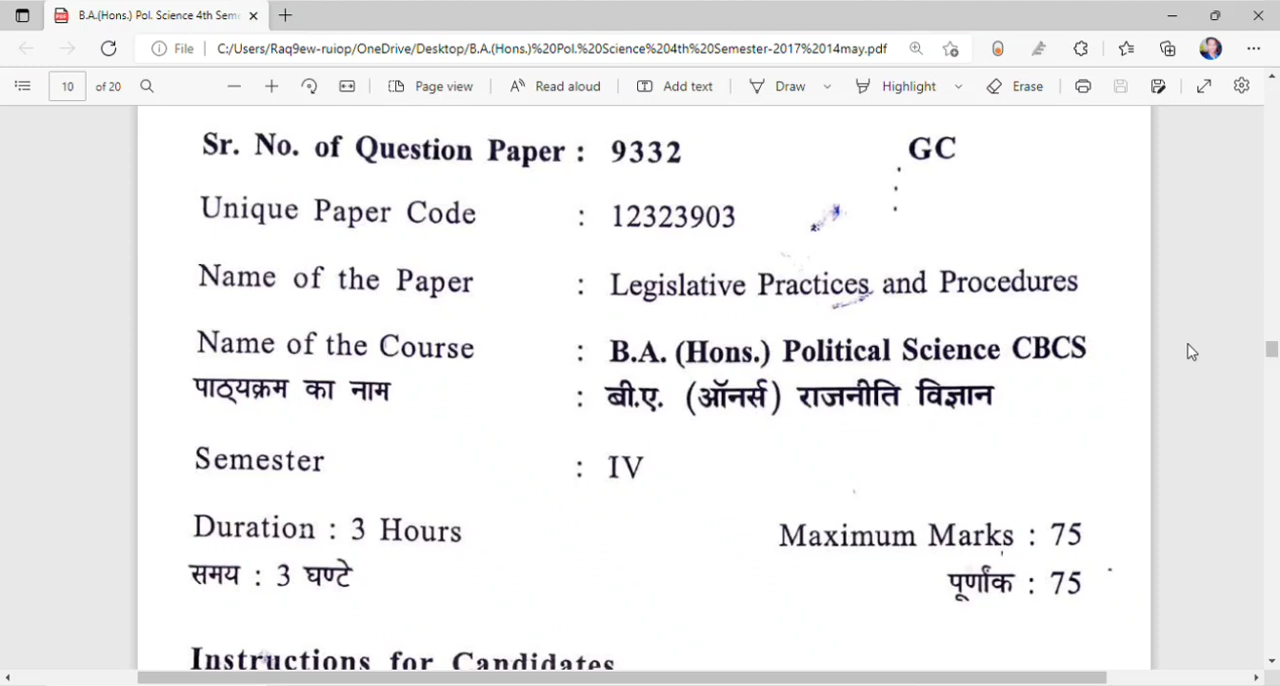 B.A.(Hons.) Pol. Science 4th Sem
File C:/Users/Raq9ew-ruiop/OneDrive/Desktop/B.A.(Hons.)%20Pol.%20Science%204th%20Semester-2017%2014may.pdf
10 of 20 Page view Read aloud Add text Draw Highlight Erase
Sr. No. of Question Paper : 9332 GC
Unique Paper Code : 12323903
Name of the Paper : Legislative Practices and Procedures
Name of the Course : B.A. (Hons.) Political Science CBCS
पाठ्यक्रम का नाम : बी.ए. (ऑनर्स) राजनीति विज्ञान
Semester : IV
Duration : 3 Hours Maximum Marks : 75
समय : 3 घण्टे पूर्णांक : 75
Instructions for Candidates